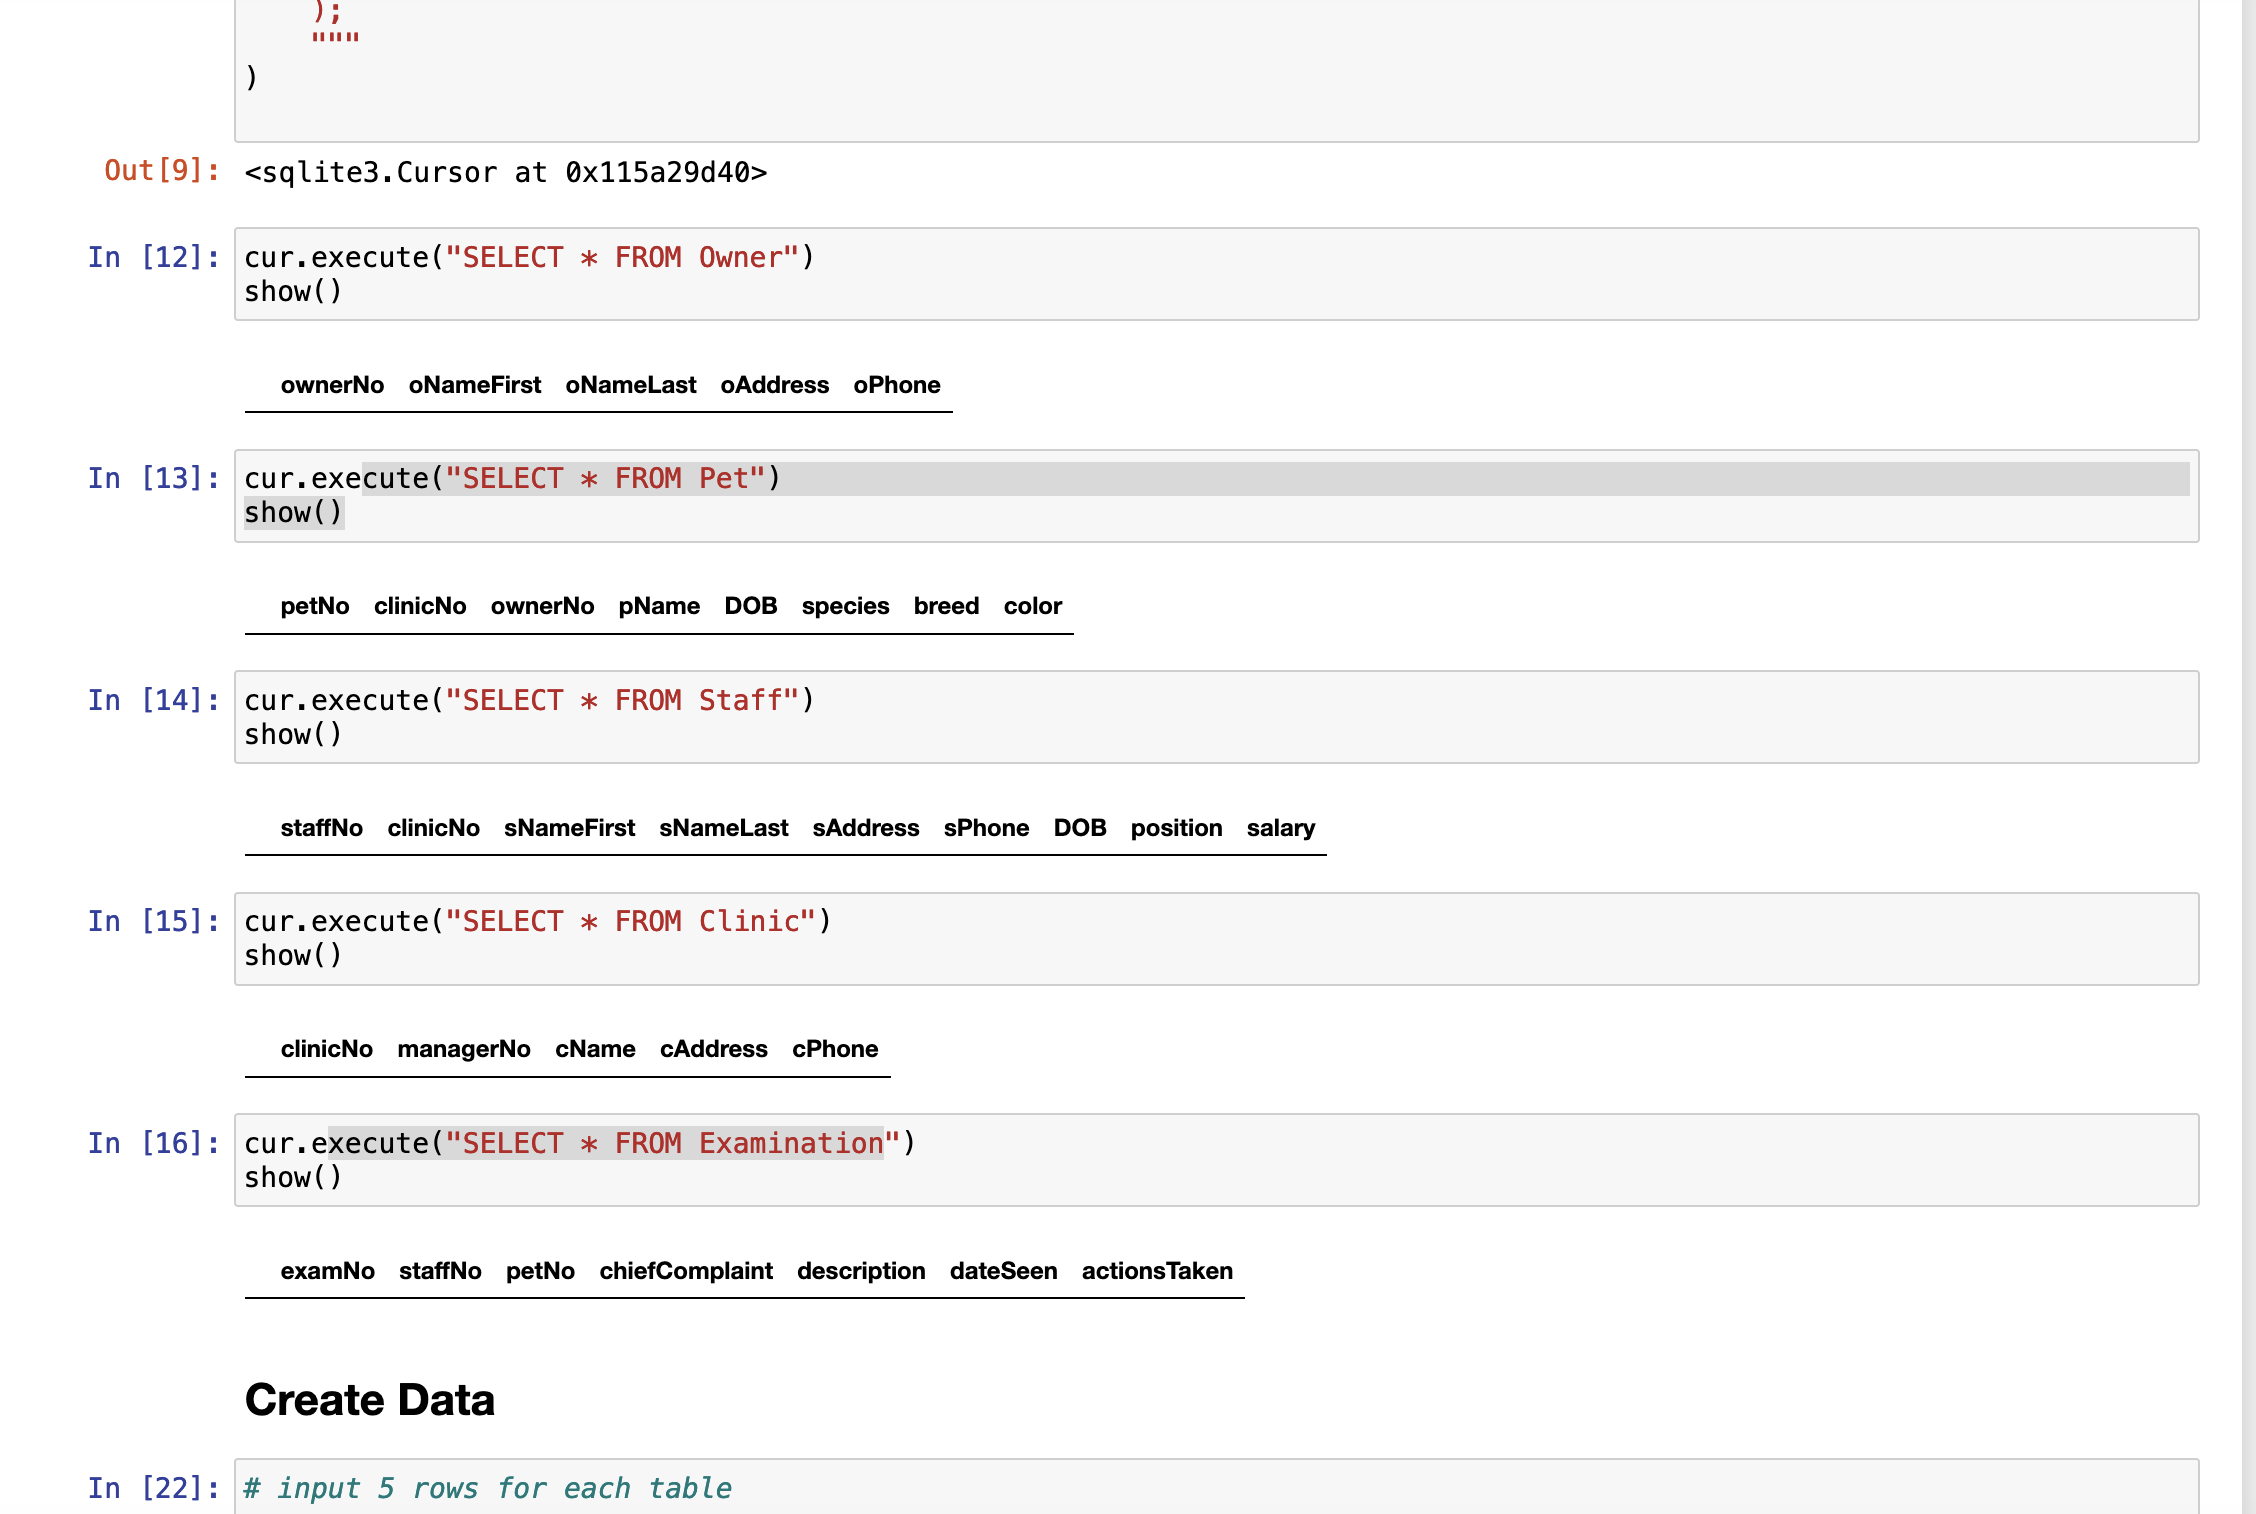 );
"""
)
Out[9]: <sqlite3.Cursor at 0x115a29d40>
In [12]: cur.execute("SELECT * FROM Owner")
show()
ownerNo oNameFirst oNameLast oAddress oPhone
In [13]: cur.execute("SELECT * FROM Pet")
show()
petNo clinicNo ownerNo pName DOB species breed color
In [14]: cur.execute("SELECT * FROM Staff")
show()
staffNo clinicNo sNameFirst sNameLast sAddress sPhone DOB position salary
In [15]: cur.execute("SELECT * FROM Clinic")
show()
clinicNo managerNo cName cAddress cPhone
In [16]: cur.execute("SELECT * FROM Examination")
show()
examNo staffNo petNo chiefComplaint description dateSeen actionsTaken
Create Data
In [22]: # input 5 rows for each table